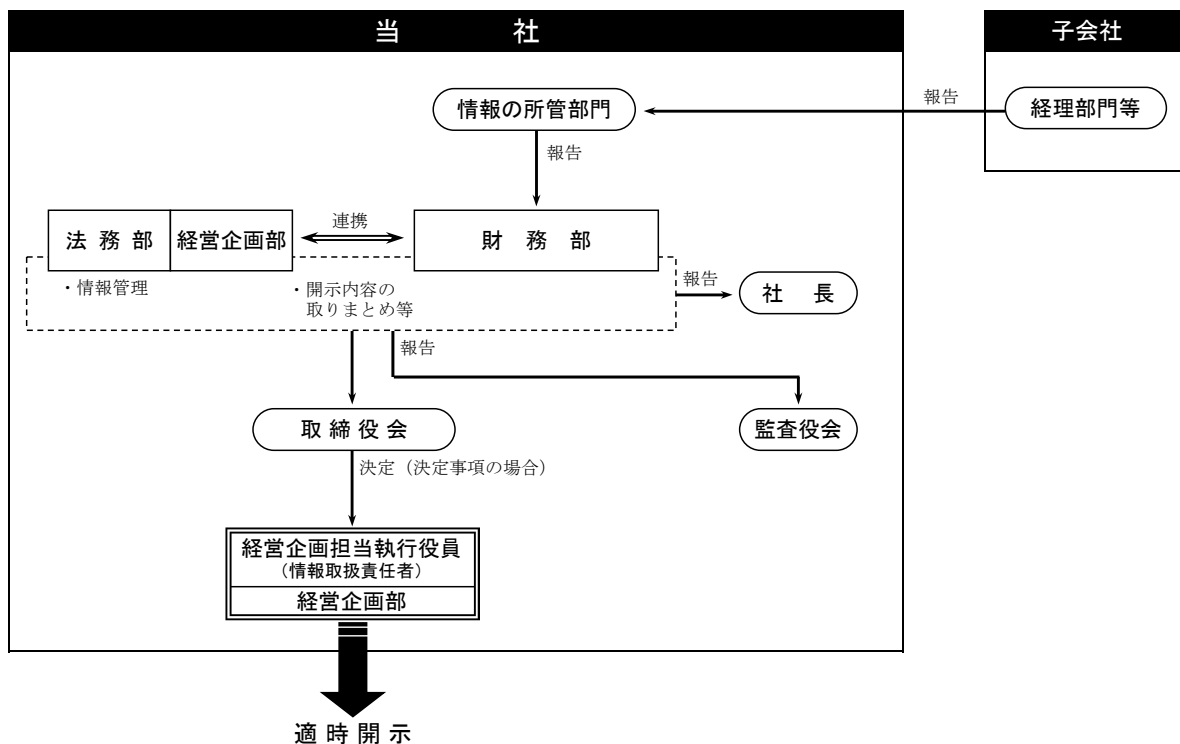 当社
子会社
情報の所管部門
報告
経理部門等
報告
法務部
経営企画部
連携
財務部
・情報管理
・開示内容の
取りまとめ等
報告
社長
報告
取締役会
監査役会
決定（決定事項の場合）
経営企画担当執行役員
（情報取扱責任者）
経営企画部
適時開示